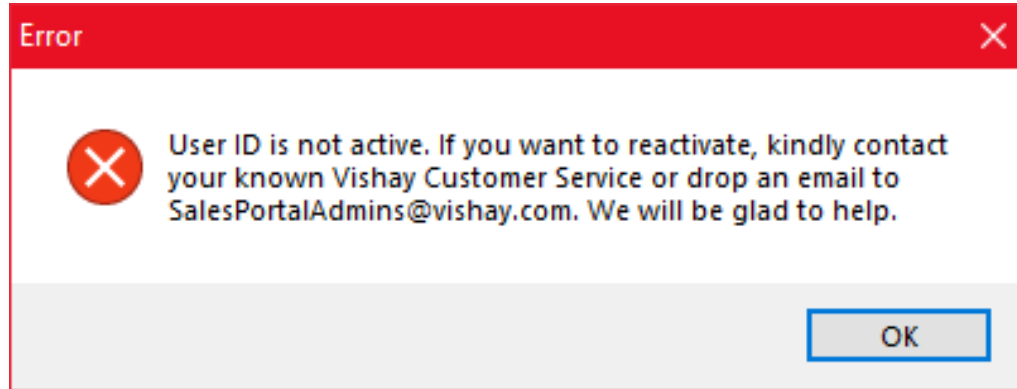 Error
User ID is not active. If you want to reactivate, kindly contact
your known Vishay Customer Service or drop an email to
SalesPortalAdmins@vishay.com. We will be glad to help.
OK